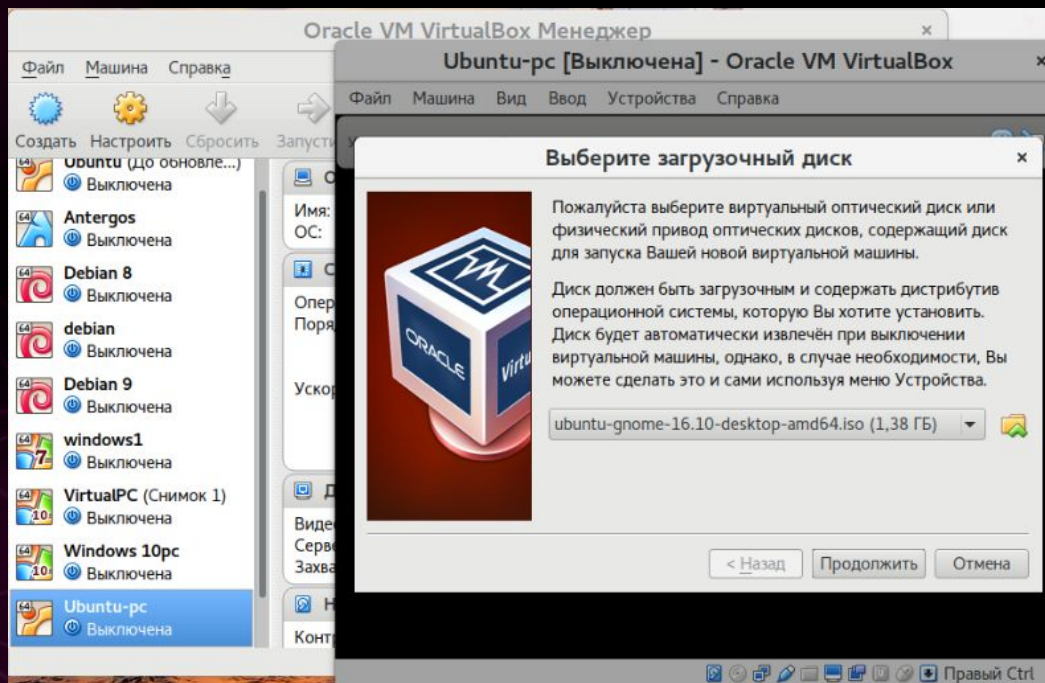 Oracle VM VirtualBox Менеджер
Файл Машина Справка
Создать Настроить Сбросить
Ubuntu (До обновле...)
Выключена
Antergos
Выключена
Debian 8
Выключена
debian
Выключена
Debian 9
Выключена
windows1
Выключена
VirtualPC (Снимок 1)
Выключена
Windows 10pc
Выключена
Ubuntu-pc
Выключена
Имя:
ОС:
Ubuntu-pc [Выключена] - Oracle VM VirtualBox
Файл Машина Вид Ввод Устройства Справка
Выберите загрузочный диск
Пожалуйста выберите виртуальный оптический диск или
физический привод оптических дисков, содержащий диск
для запуска Вашей новой виртуальной машины.
Диск должен быть загрузочным и содержать дистрибутив
операционной системы, которую Вы хотите установить.
Диск будет автоматически извлечён при выключении
виртуальной машины, однако, в случае необходимости, Вы
можете сделать это и сами используя меню Устройства.
ubuntu-gnome-16.10-desktop-amd64.iso (1,38 ГБ)
< Назад Продолжить Отмена
ORACLE
Правый Ctrl